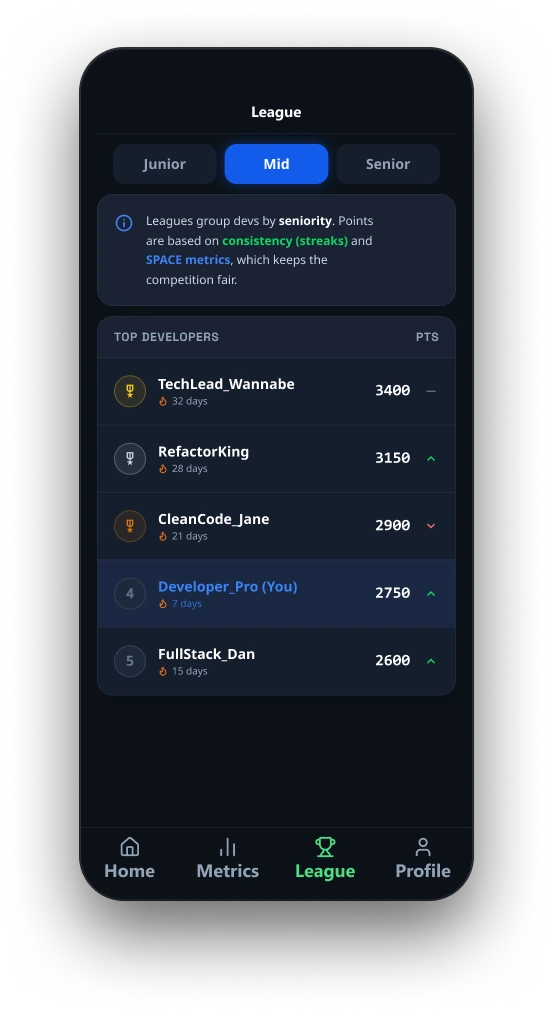 League
Junior Mid Senior
Leagues group devs by seniority. Points
are based on consistency (streaks) and
SPACE metrics, which keeps the
competition fair.
TOP DEVELOPERS PTS
TechLead_Wannabe 3400
32 days
RefactorKing 3150
28 days
CleanCode_Jane 2900
21 days
4 Developer_Pro (You) 2750
7 days
5 FullStack_Dan 2600
15 days
Home Metrics League Profile